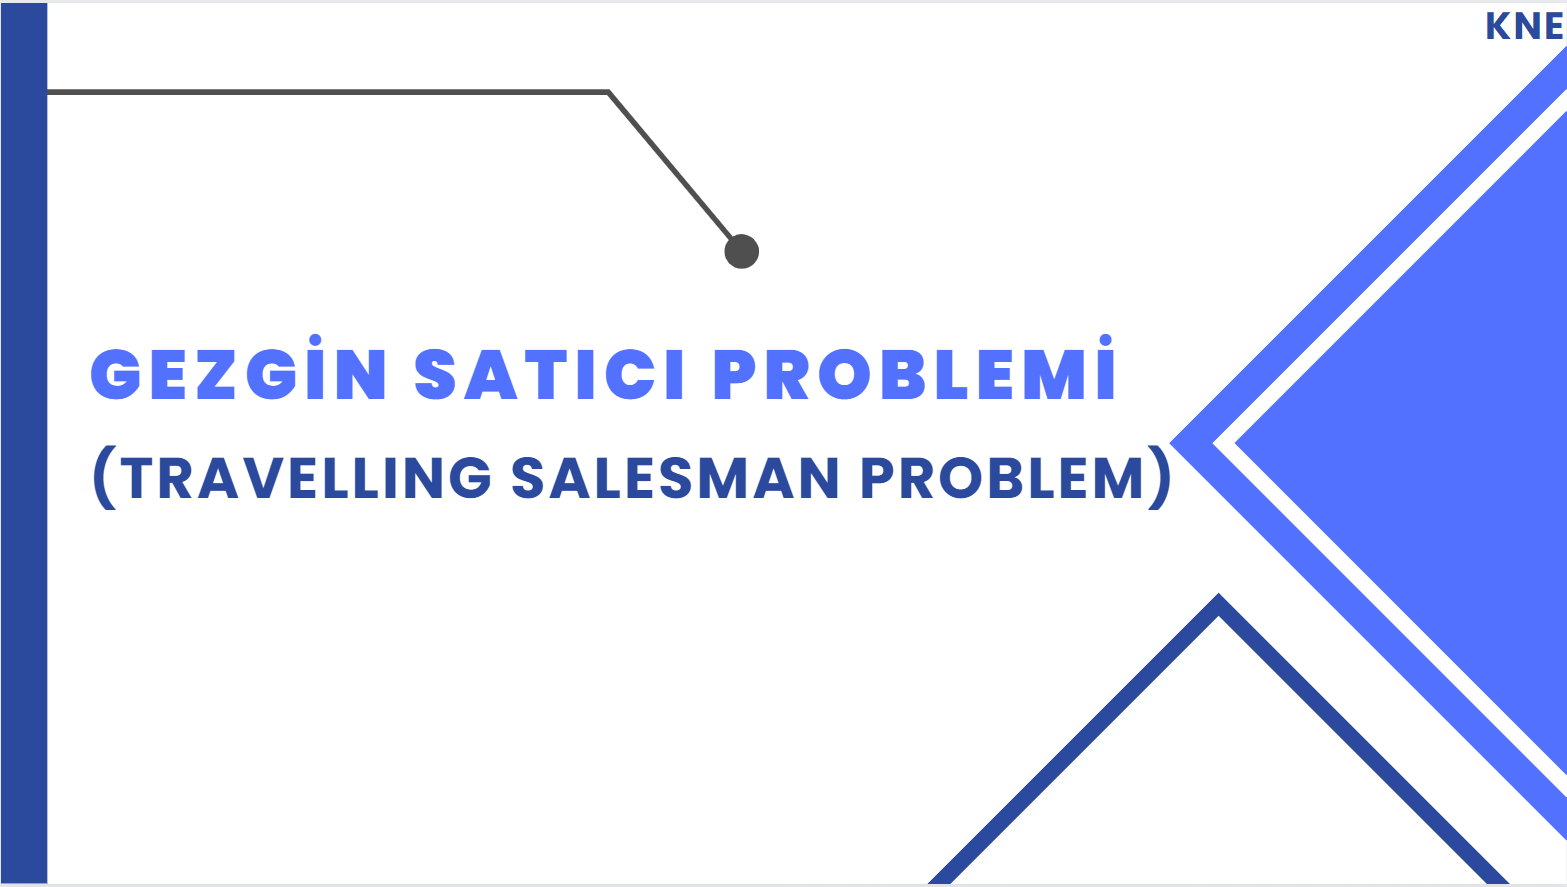 KNE
GEZGİN SATICI PROBLEMİ
(TRAVELLING SALESMAN PROBLEM)